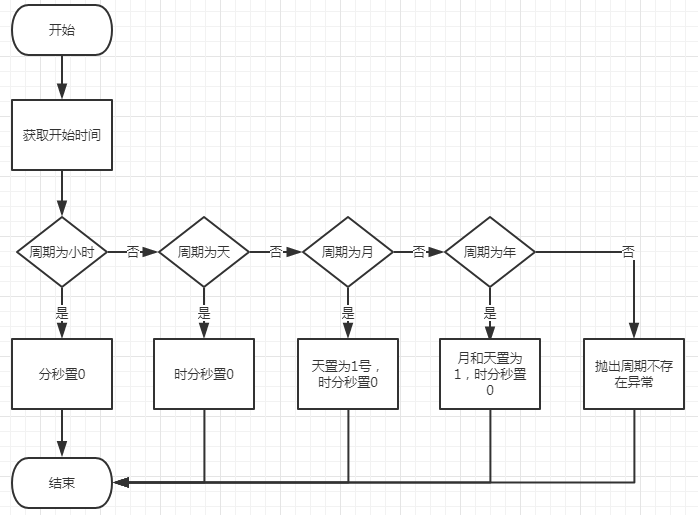 开始
获取开始时间
周期为小时
否
周期为天
否
周期为月
否
周期为年
否
是
是
是
是
分秒置0
时分秒置0
天置为1号，
时分秒置0
月和天置为
1，时分秒置
0
抛出周期不存
在异常
结束